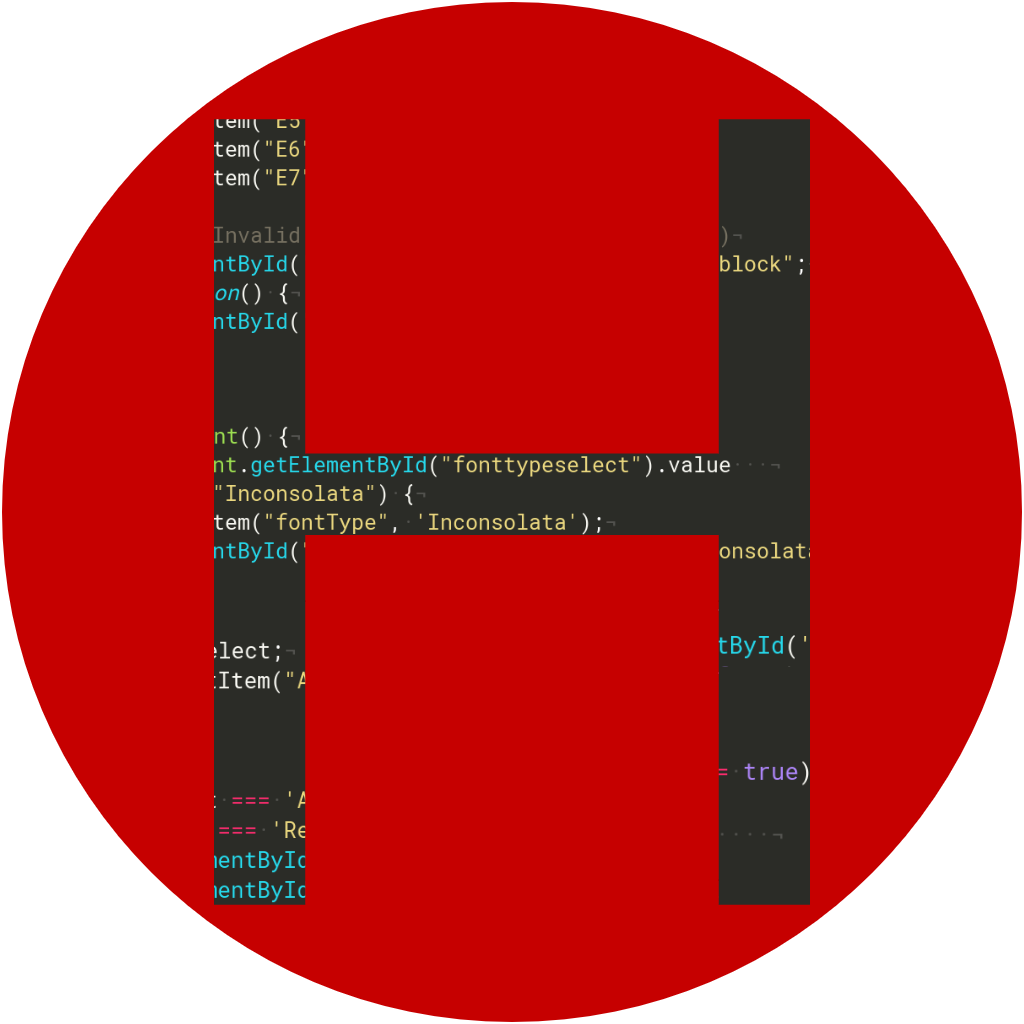 tem("E5
tem("E6"
tem("E7"
Invalid )¬
ntById( block";
on() {¬
ntById(
nt() {¬
nt.getElementById("fonttypeselect").value···¬
"Inconsolata") {¬
tem("fontType",·'Inconsolata');¬
ntById(' onsolata
elect;¬ tById('
tItem("A
=·true)
t·===·'A
===·'Re ····¬
mentById
mentById